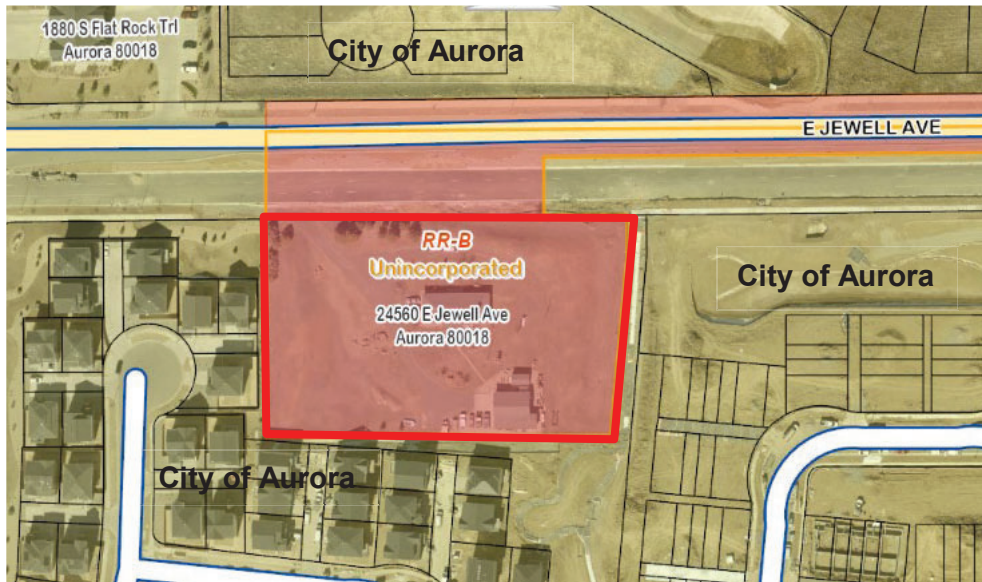 1880 S Flat Rock Trl
Aurora 80018
City of Aurora
E JEWELL AVE
RR-B
Unincorporated
24560 E Jewell Ave
Aurora 80018
City of Aurora
City of Aurora